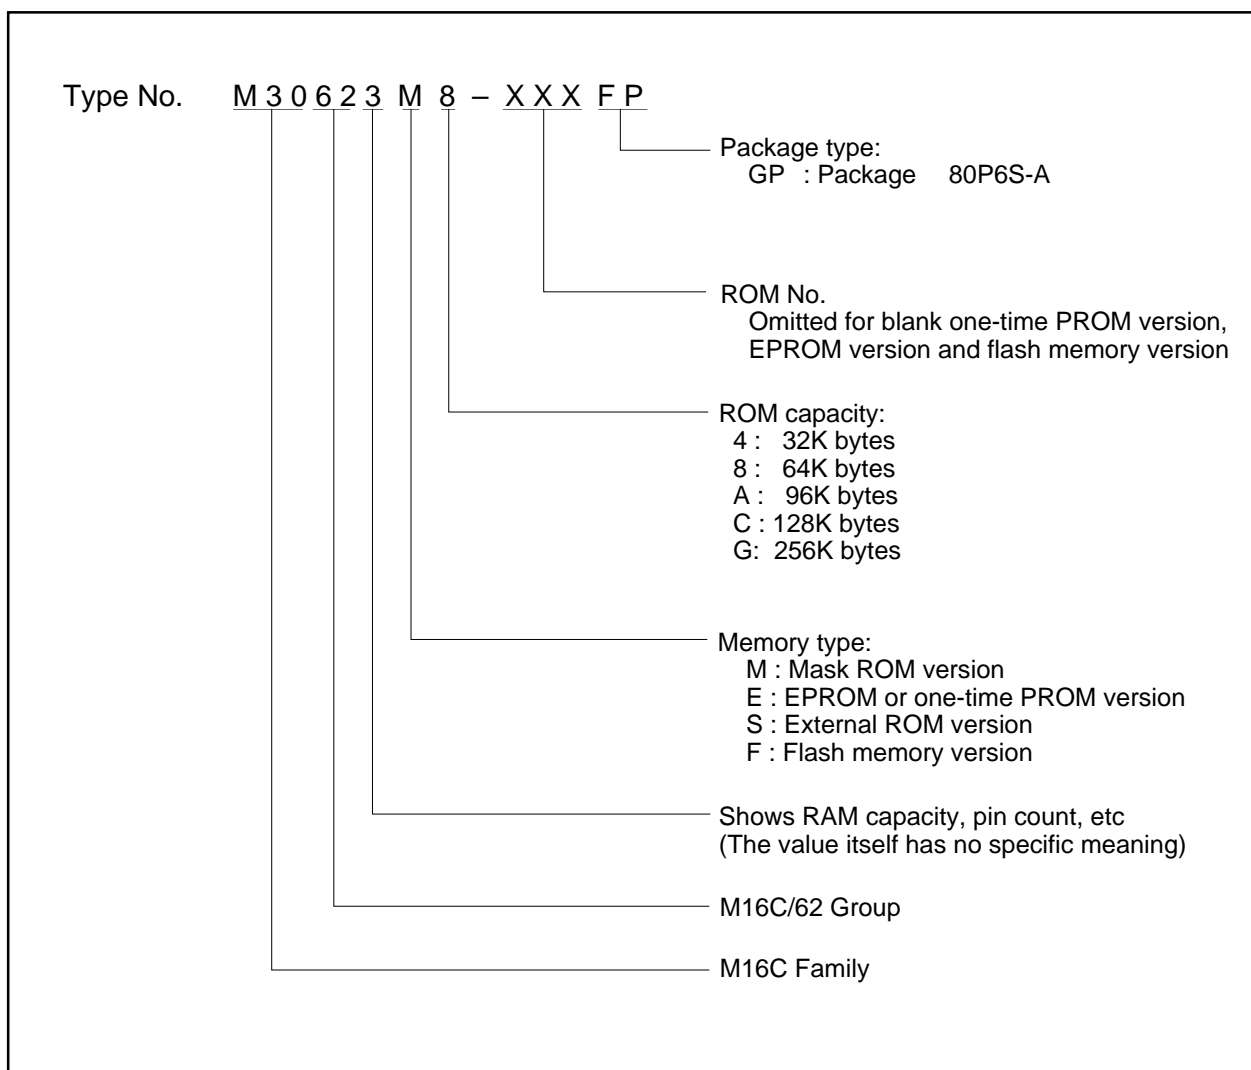 Type No. M 3 0 6 2 3 M 8 – X X X F P
Package type:
GP : Package 80P6S-A
ROM No.
Omitted for blank one-time PROM version,
EPROM version and flash memory version
ROM capacity:
4 : 32K bytes
8 : 64K bytes
A : 96K bytes
C : 128K bytes
G: 256K bytes
Memory type:
M : Mask ROM version
E : EPROM or one-time PROM version
S : External ROM version
F : Flash memory version
Shows RAM capacity, pin count, etc
(The value itself has no specific meaning)
M16C/62 Group
M16C Family